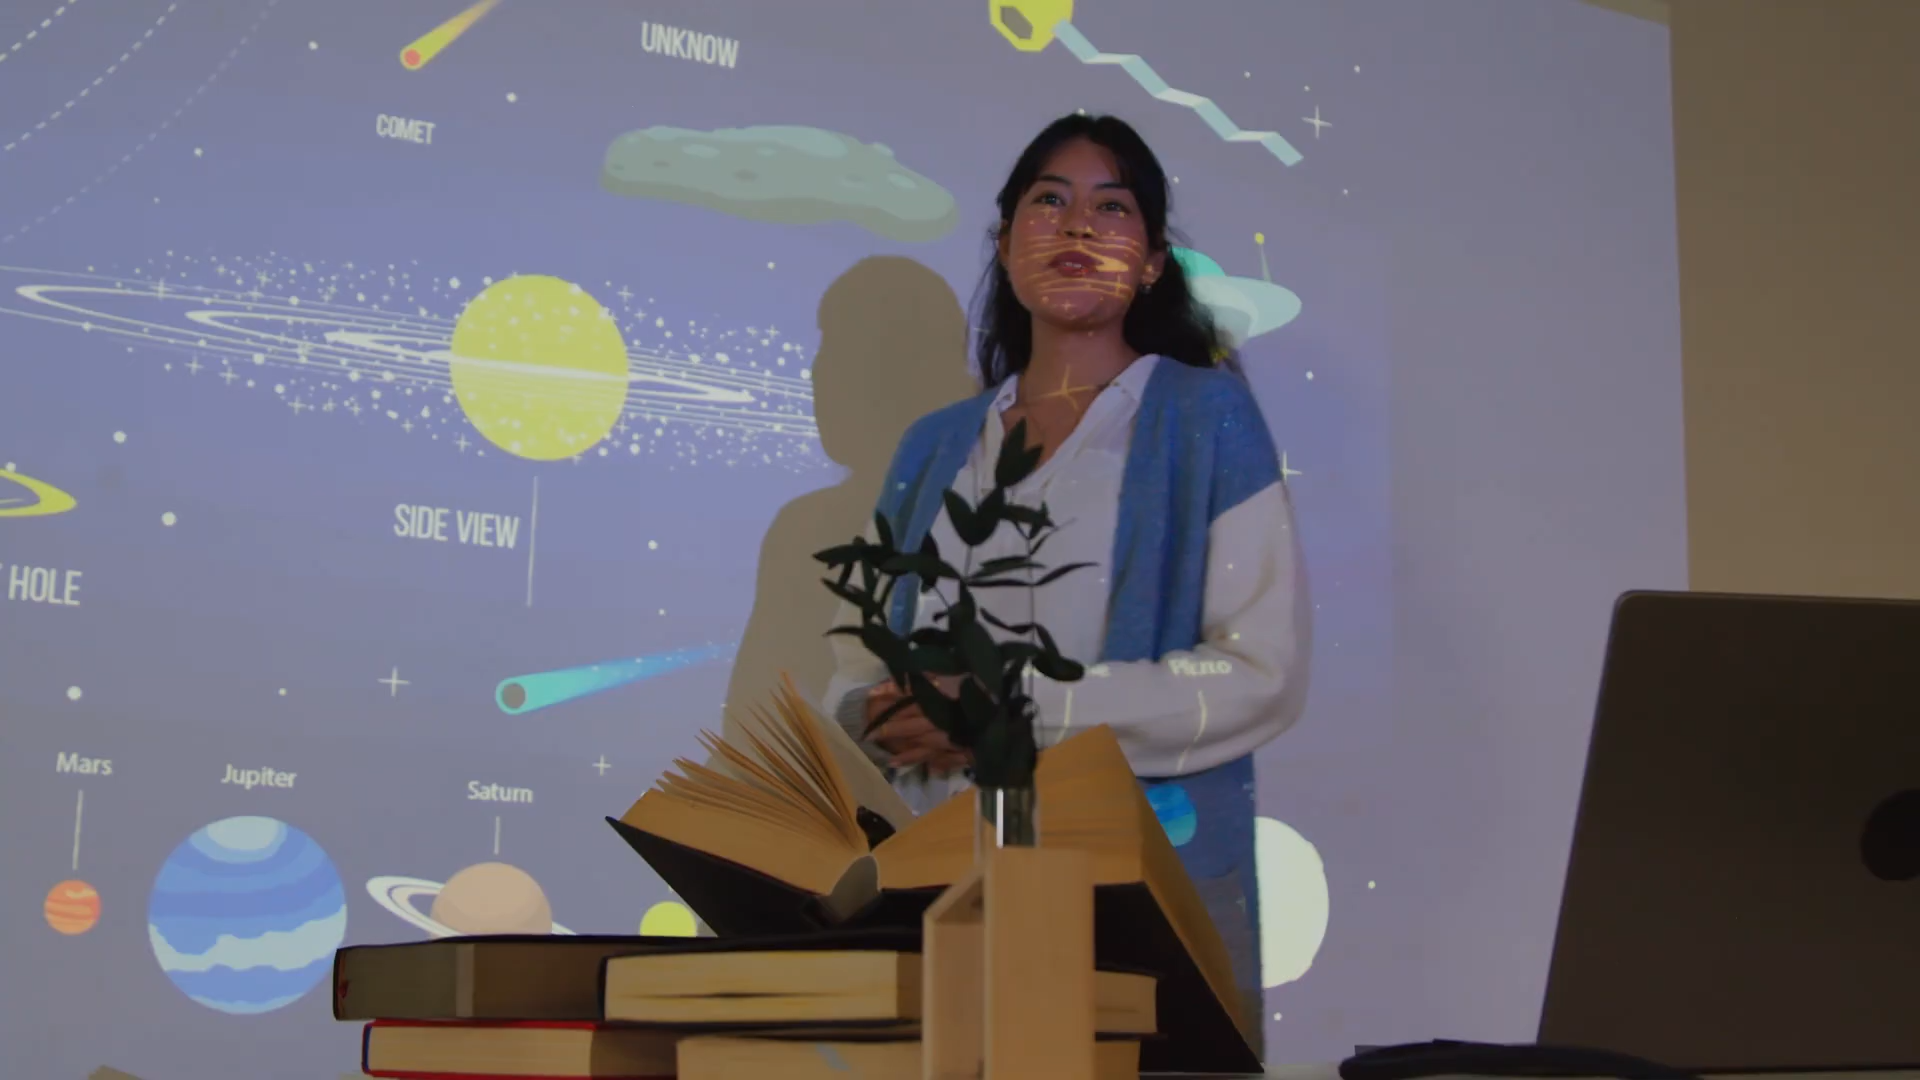 UNKNOW
COMET
SIDE VIEW
HOLE
Mars
Jupiter
Saturn